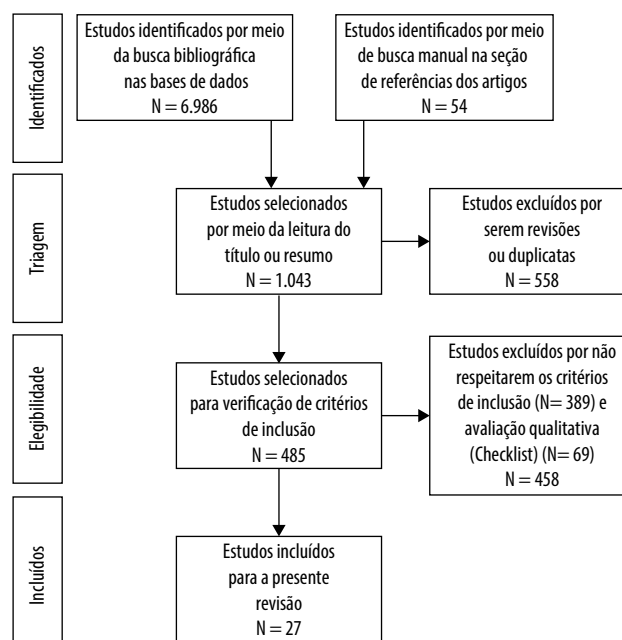 Identificados
Estudos identificados por meio
da busca bibliográfica
nas bases de dados
N = 6.986
Estudos identificados por meio
de busca manual na seção
de referências dos artigos
N = 54
Triagem
Estudos selecionados
por meio da leitura do
título ou resumo
N = 1.043
Estudos excluídos por
serem revisões
ou duplicatas
N = 558
Elegibilidade
Estudos selecionados
para verificação de critérios
de inclusão
N = 485
Estudos excluídos por não
respeitarem os critérios
de inclusão (N= 389) e
avaliação qualitativa
(Checklist) (N= 69)
N = 458
Incluídos
Estudos incluídos
para a presente
revisão
N = 27